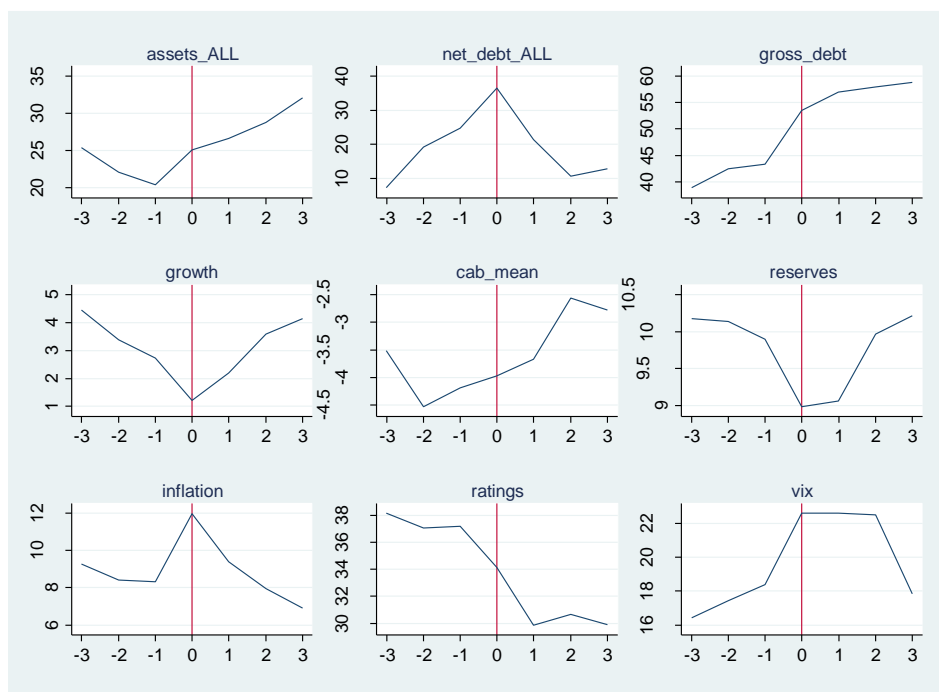 assets_ALL
35
30
25
20
-3 -2 -1 0 1 2 3
net_debt_ALL
40
30
20
10
-3 -2 -1 0 1 2 3
gross_debt
60
55
50
45
40
-3 -2 -1 0 1 2 3
growth
5
4
3
2
1
-3 -2 -1 0 1 2 3
cab_mean
-2.5
-3
-3.5
-4
-4.5
-3 -2 -1 0 1 2 3
reserves
10.5
10
9.5
9
-3 -2 -1 0 1 2 3
inflation
12
10
8
6
-3 -2 -1 0 1 2 3
ratings
38
36
34
32
30
-3 -2 -1 0 1 2 3
vix
22
20
18
16
-3 -2 -1 0 1 2 3